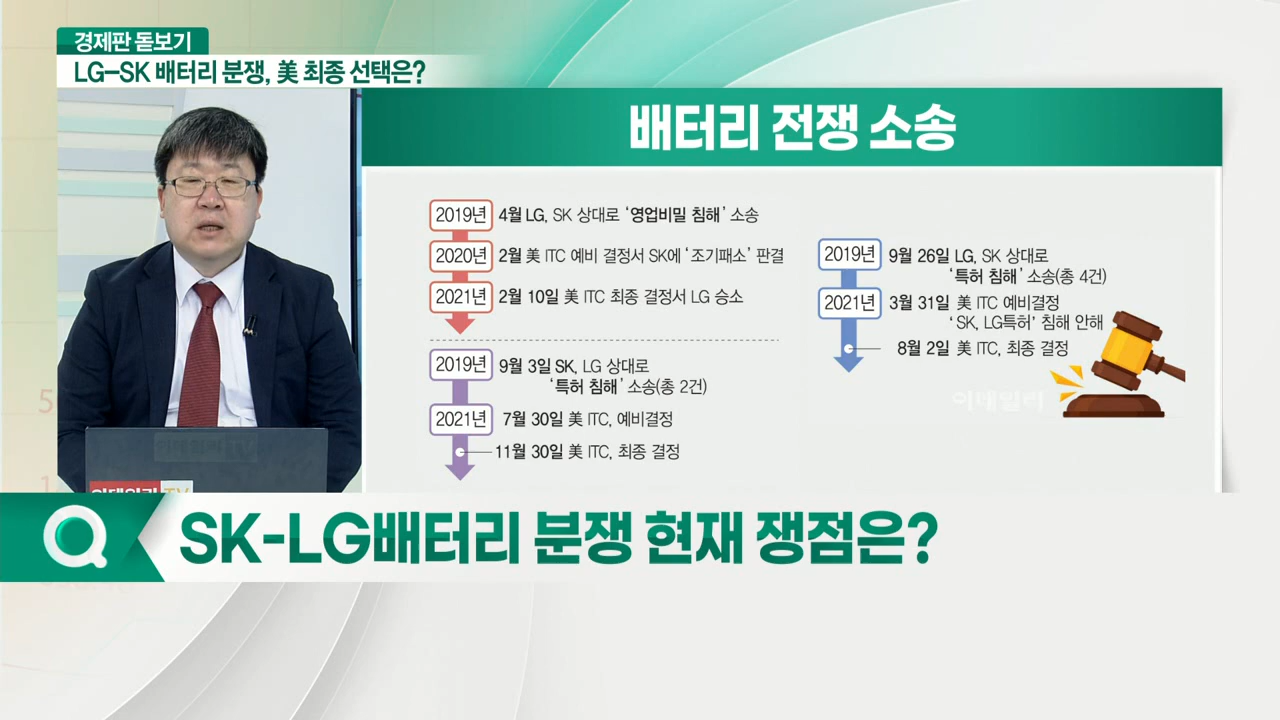 경제판 돋보기
LG-SK 배터리 분쟁, 美 최종 선택은?
배터리 전쟁 소송
2019년 4월 LG, SK 상대로 ‘영업비밀 침해’ 소송
2020년 2월 美 ITC 예비 결정서 SK에 ‘조기패소’ 판결
2021년 2월 10일 美 ITC 최종 결정서 LG 승소
2019년 9월 3일 SK, LG 상대로
‘특허 침해’ 소송(총 2건)
2021년 7월 30일 美 ITC, 예비결정
11월 30일 美 ITC, 최종 결정
2019년 9월 26일 LG, SK 상대로
‘특허 침해’ 소송(총 4건)
2021년 3월 31일 美 ITC 예비결정
‘SK, LG특허’ 침해 안해
8월 2일 美 ITC, 최종 결정
이데일리
이데일리 TV
이데일리 TV
SK-LG배터리 분쟁 현재 쟁점은?